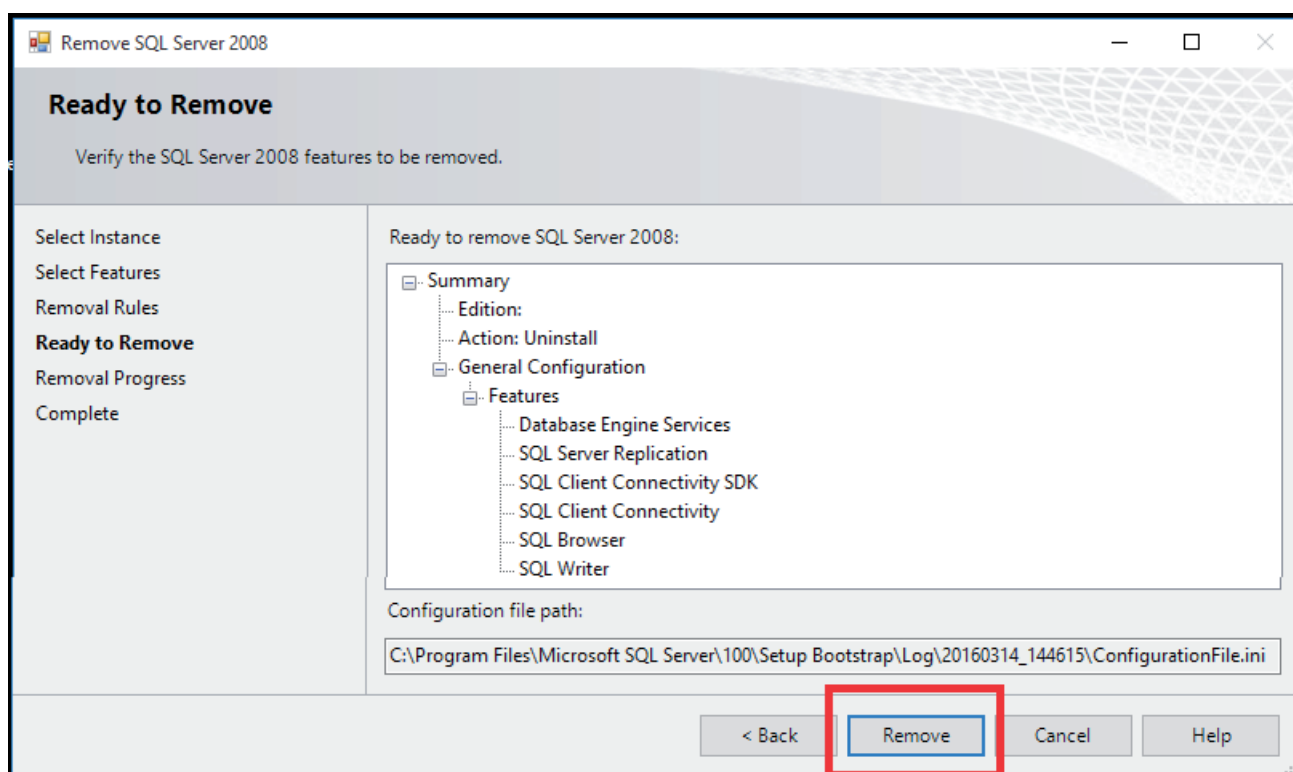 Remove SQL Server 2008
Ready to Remove
Verify the SQL Server 2008 features to be removed.
Select Instance
Select Features
Removal Rules
Ready to Remove
Removal Progress
Complete
Ready to remove SQL Server 2008:
Summary
Edition:
Action: Uninstall
General Configuration
Features
Database Engine Services
SQL Server Replication
SQL Client Connectivity SDK
SQL Client Connectivity
SQL Browser
SQL Writer
Configuration file path:
C:\Program Files\Microsoft SQL Server\100\Setup Bootstrap\Log\20160314_144615\ConfigurationFile.ini
< Back Remove Cancel Help